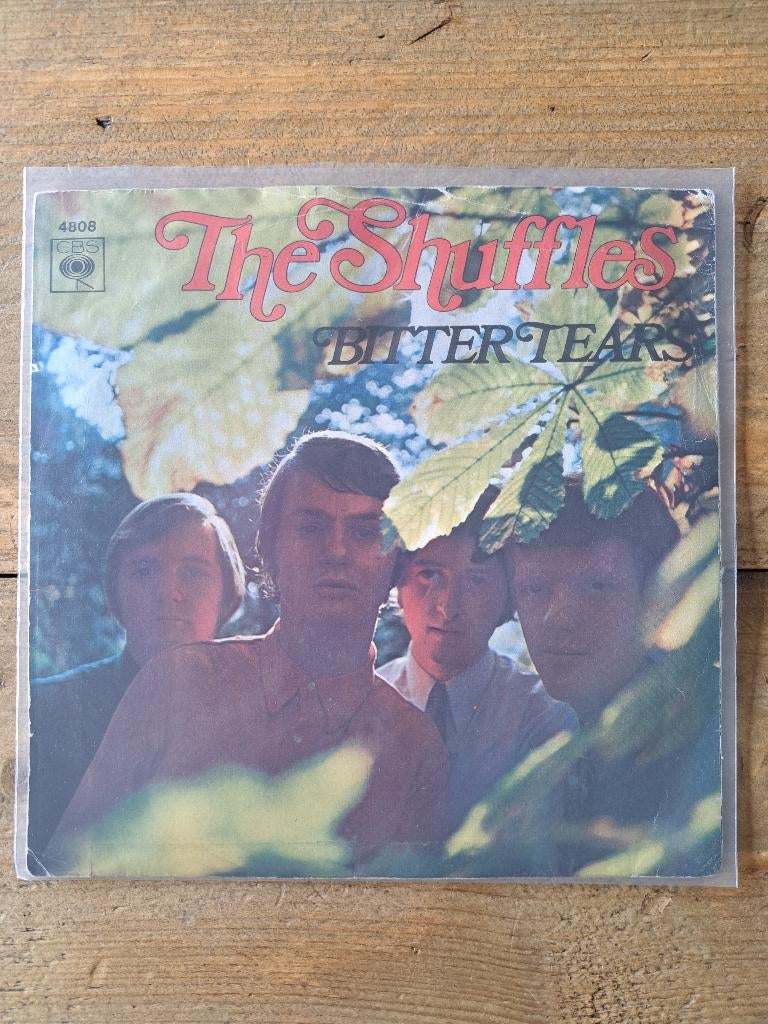 4808
CBS
The Shuffles
BITTER TEARS